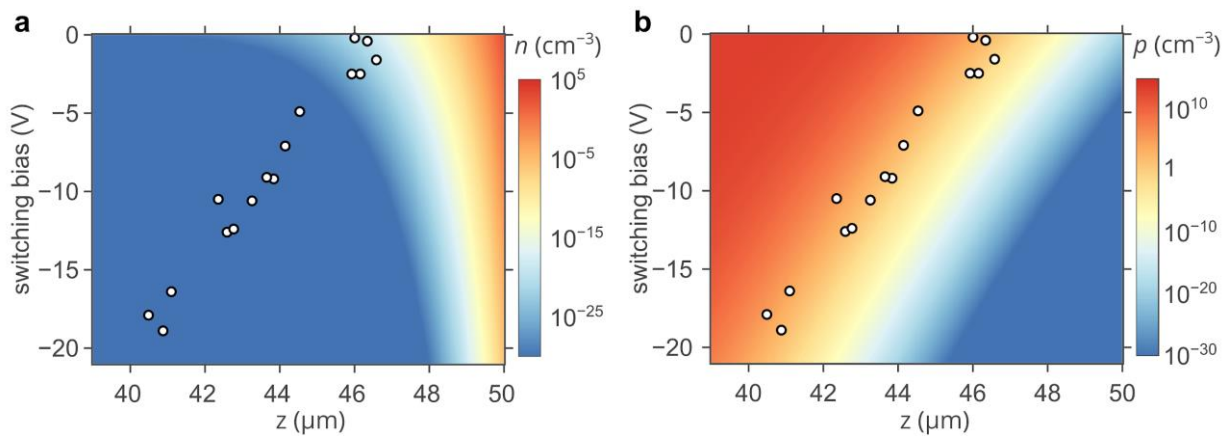 a
0
−5
−10
−15
−20
switching bias (V)
40 42 44 46 48 50
z (μm)
n (cm⁻³)
10⁵
10⁻⁵
10⁻¹⁵
10⁻²⁵
b
0
−5
−10
−15
−20
switching bias (V)
40 42 44 46 48 50
z (μm)
p (cm⁻³)
10¹⁰
1
10⁻¹⁰
10⁻²⁰
10⁻³⁰